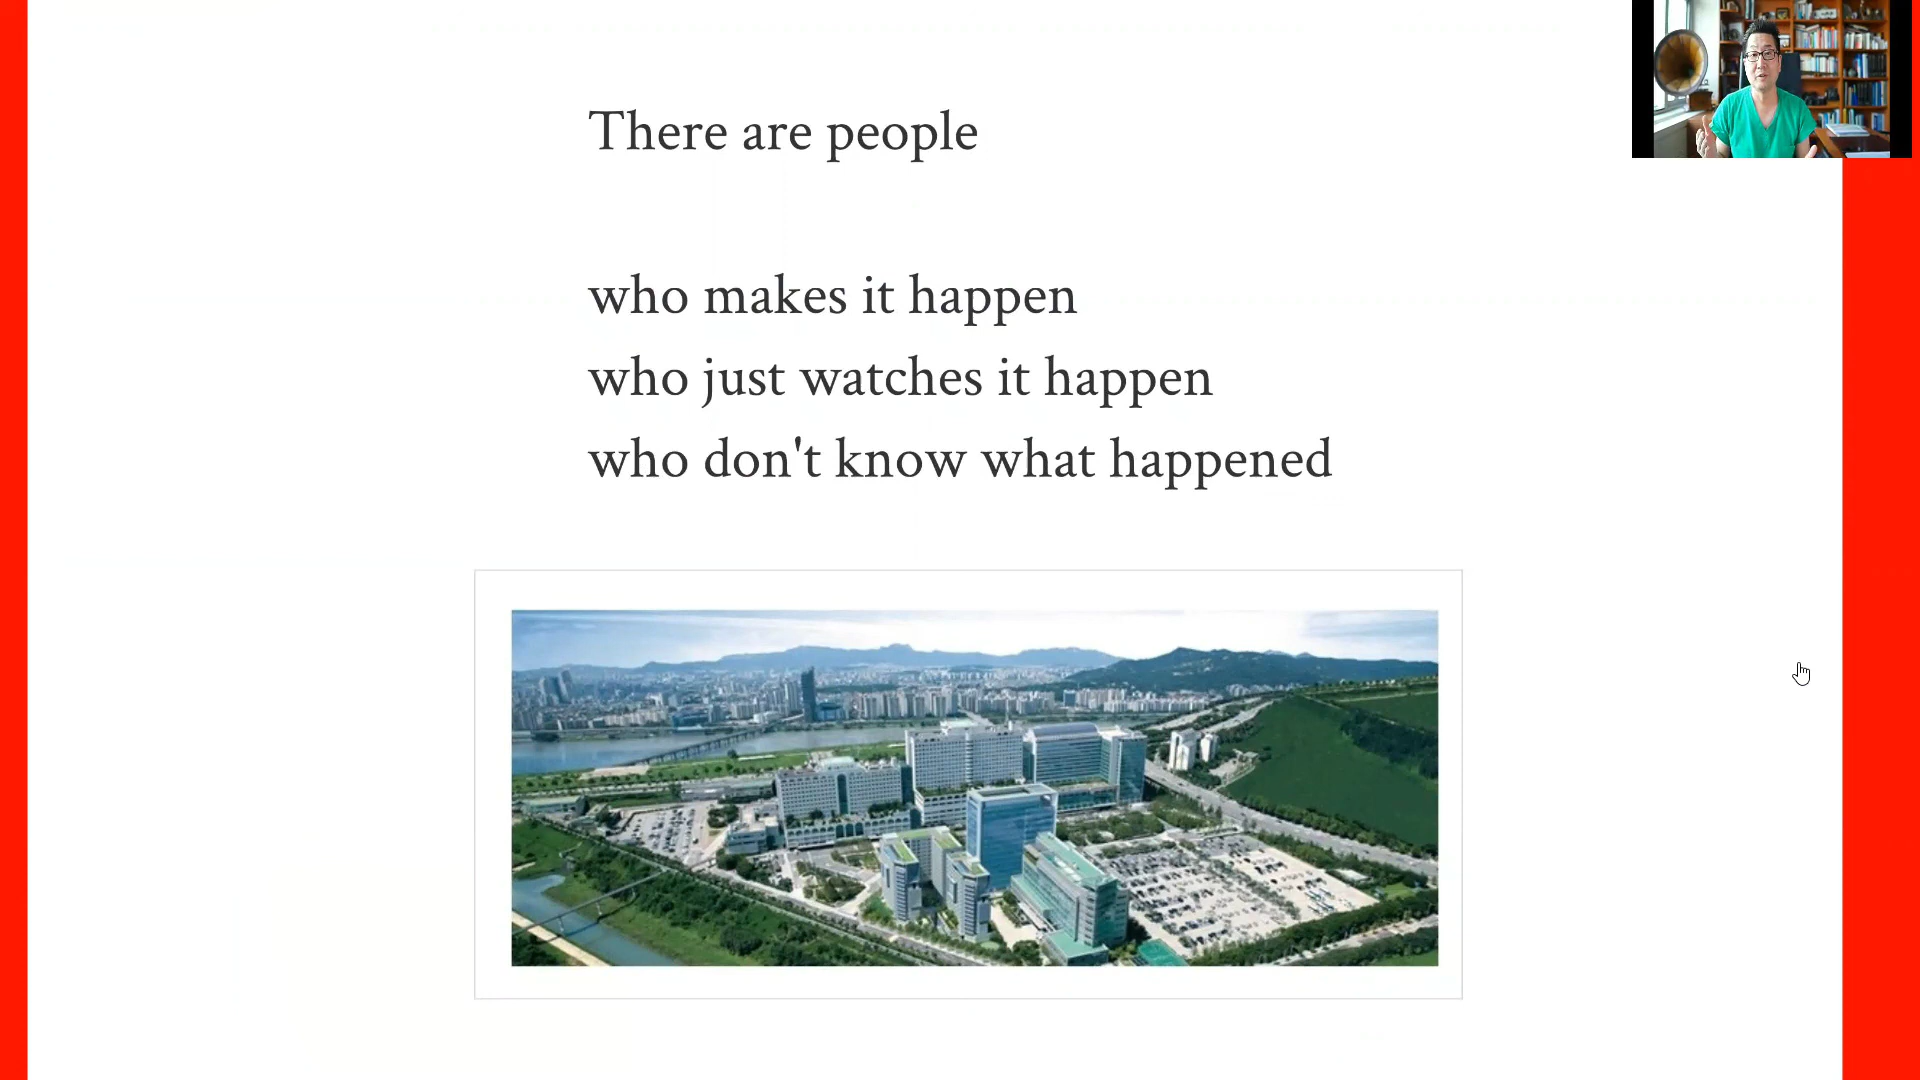 There are people
who makes it happen
who just watches it happen
who don't know what happened